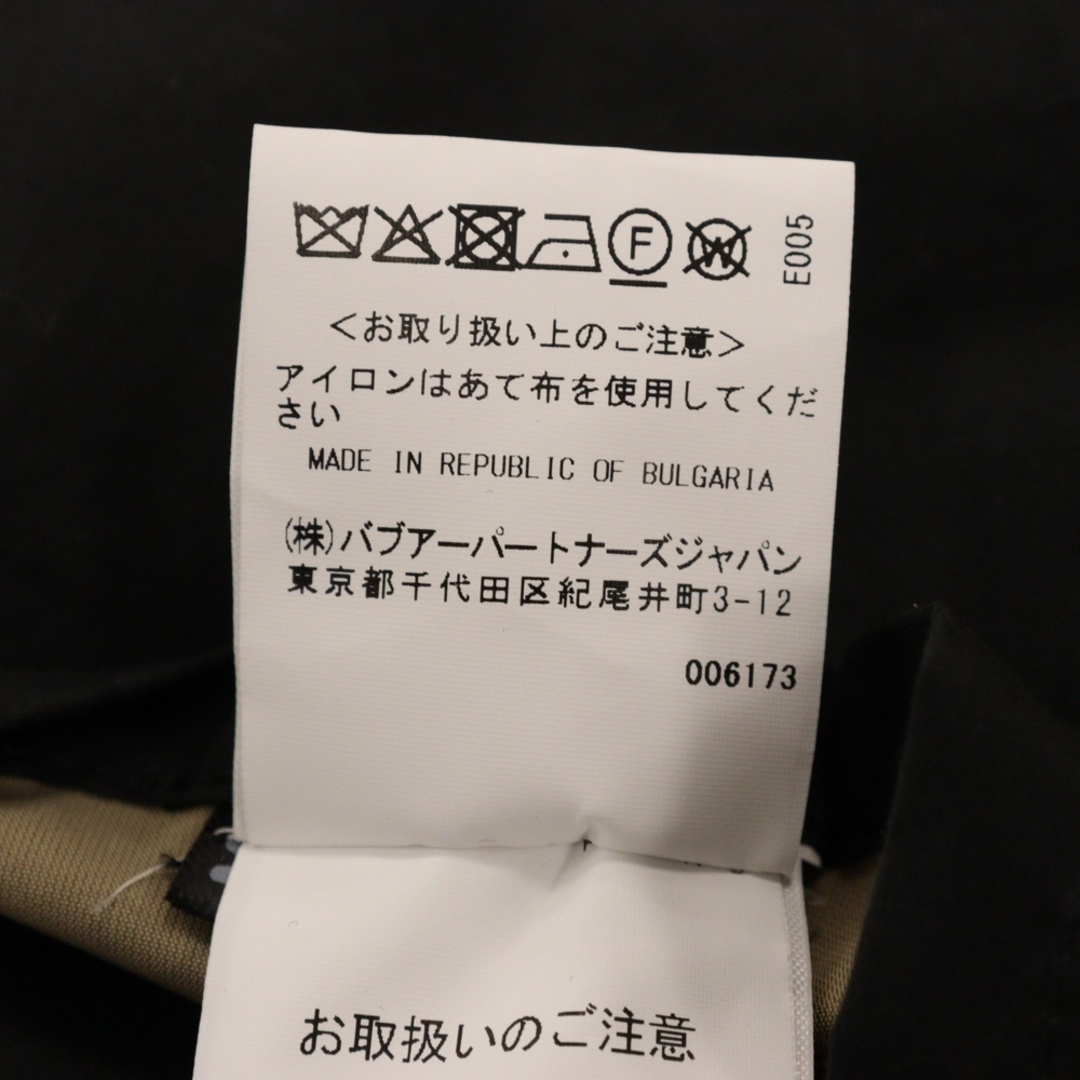 F W E005
<お取り扱い上のご注意>
アイロンはあて布を使用してくだ
さい
MADE IN REPUBLIC OF BULGARIA
(株)バブアーパートナーズジャパン
東京都千代田区紀尾井町3-12
006173
お取扱いのご注意